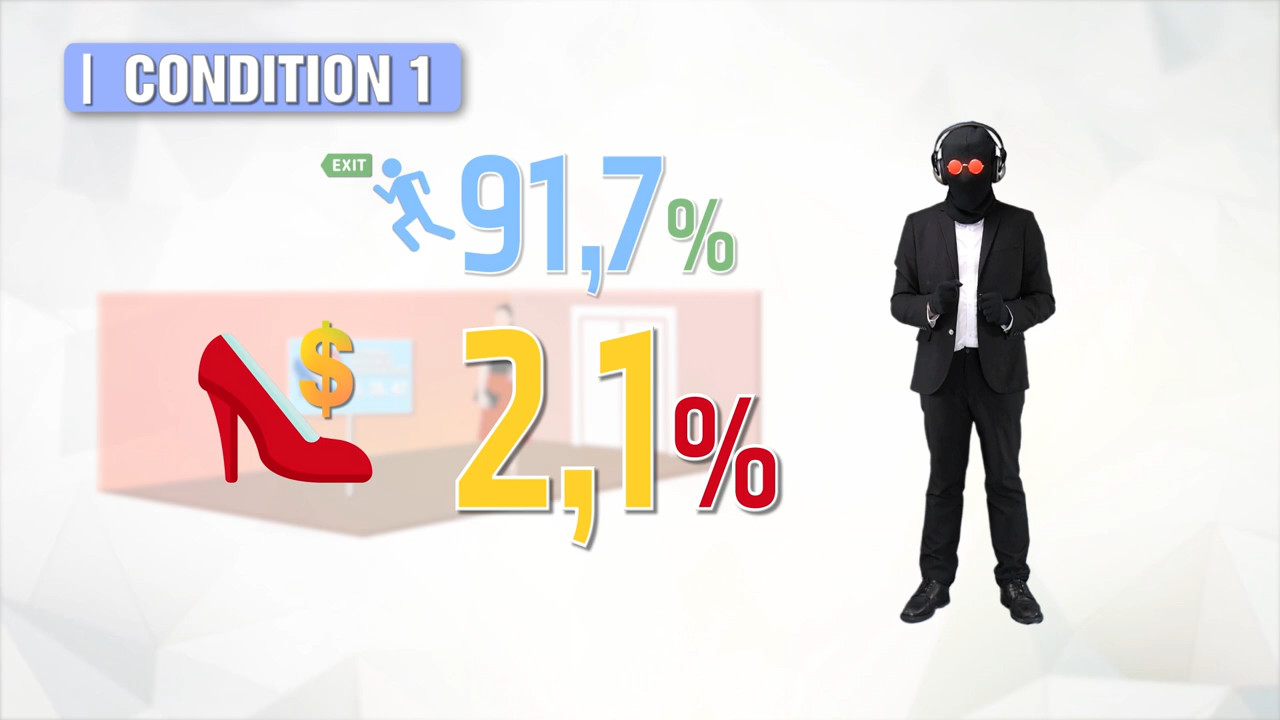 | CONDITION 1
EXIT
91,7%
$
2,1%